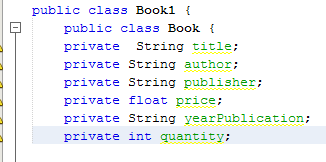 public class Book1 {
public class Book {
private  String title;
private String author;
private String publisher;
private float price;
private String yearPublication;
private int quantity;